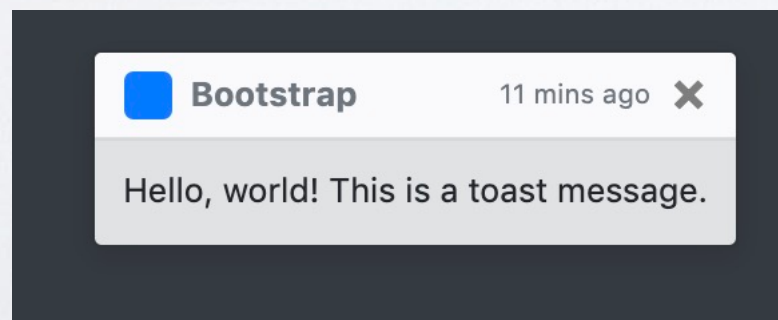 Bootstrap 11 mins ago ×
Hello, world! This is a toast message.